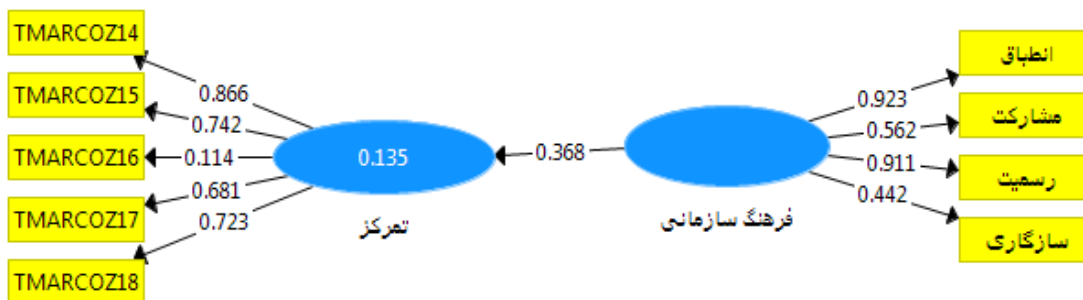 TMARCOZ14
TMARCOZ15
TMARCOZ16
TMARCOZ17
TMARCOZ18
0.866
0.742
0.114
0.681
0.723
0.135
تمرکز
0.368
فرهنگ سازمانی
0.923
0.562
0.911
0.442
انطباق
مشارکت
رسمیت
سازگاری